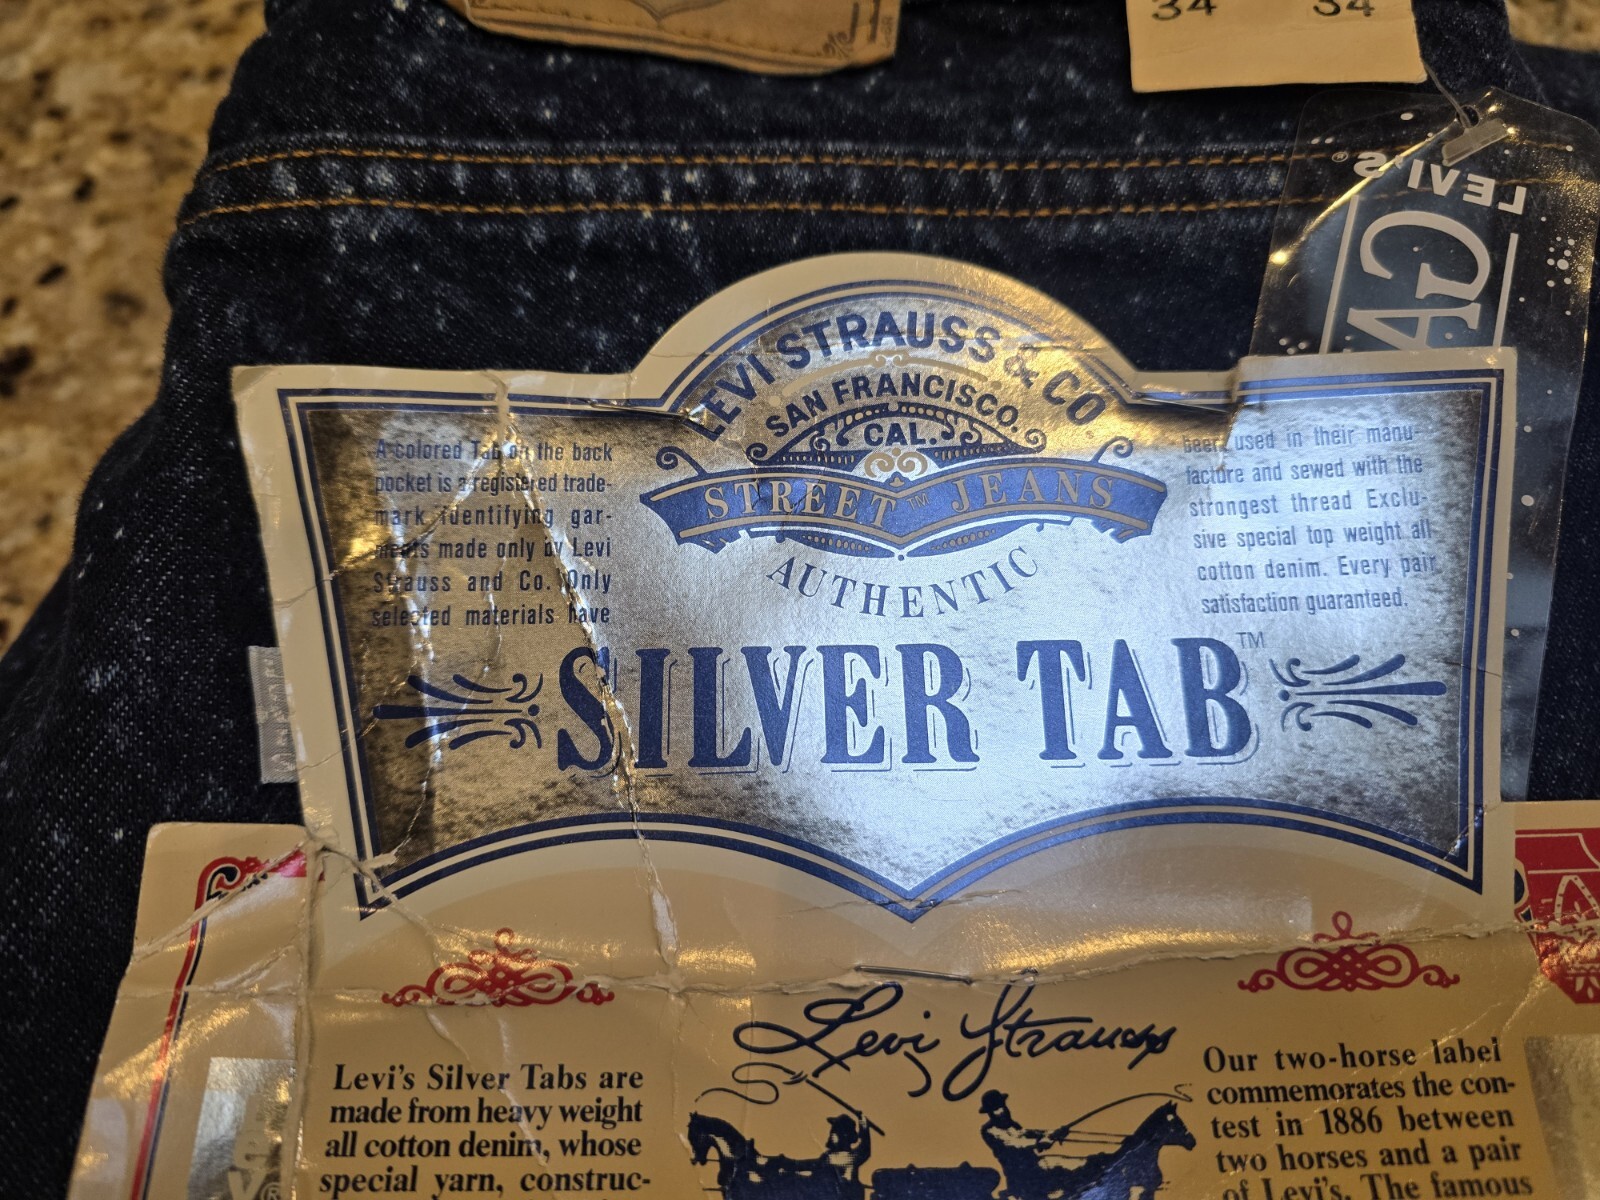 34 34
LEVI'S®
LEVI STRAUSS & CO
SAN FRANCISCO.
CAL.
STREET™ JEANS
AUTHENTIC
SILVER TAB™
A colored Tab on the back
pocket is a registered trade-
mark identifying gar-
ments made only by Levi
Strauss and Co. Only
selected materials have
been used in their manu-
facture and sewed with the
strongest thread Exclu-
sive special top weight all
cotton denim. Every pair
satisfaction guaranteed.
Levi Strauss
Levi's Silver Tabs are
made from heavy weight
all cotton denim, whose
special yarn, construc-
Our two-horse label
commemorates the con-
test in 1886 between
two horses and a pair
of Levi's. The famous